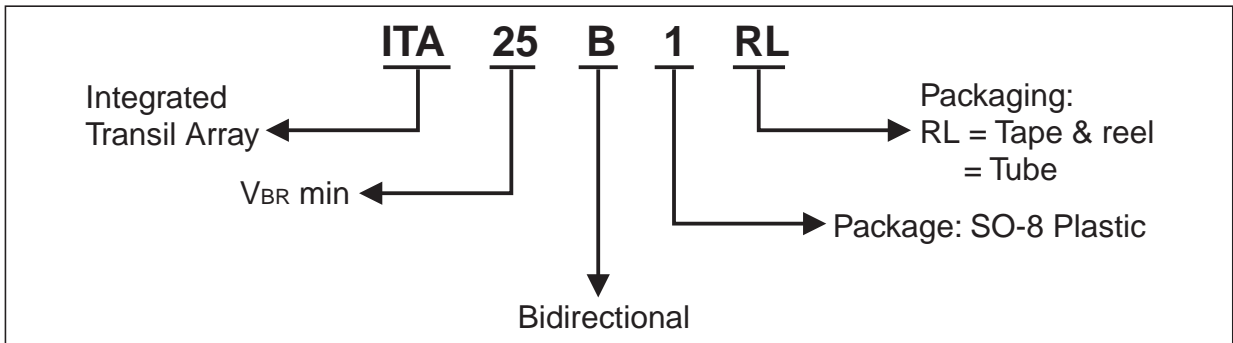 ITA 25 B 1 RL
Integrated
Transil Array
VBR min
Bidirectional
Package: SO-8 Plastic
Packaging:
RL = Tape & reel
= Tube